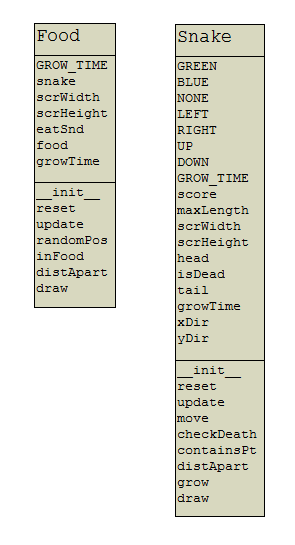 Food
GROW_TIME
snake
scrWidth
scrHeight
eatSnd
food
growTime
__init__
reset
update
randomPos
inFood
distApart
draw
Snake
GREEN
BLUE
NONE
LEFT
RIGHT
UP
DOWN
GROW_TIME
score
maxLength
scrWidth
scrHeight
head
isDead
tail
growTime
xDir
yDir
__init__
reset
update
move
checkDeath
containsPt
distApart
grow
draw